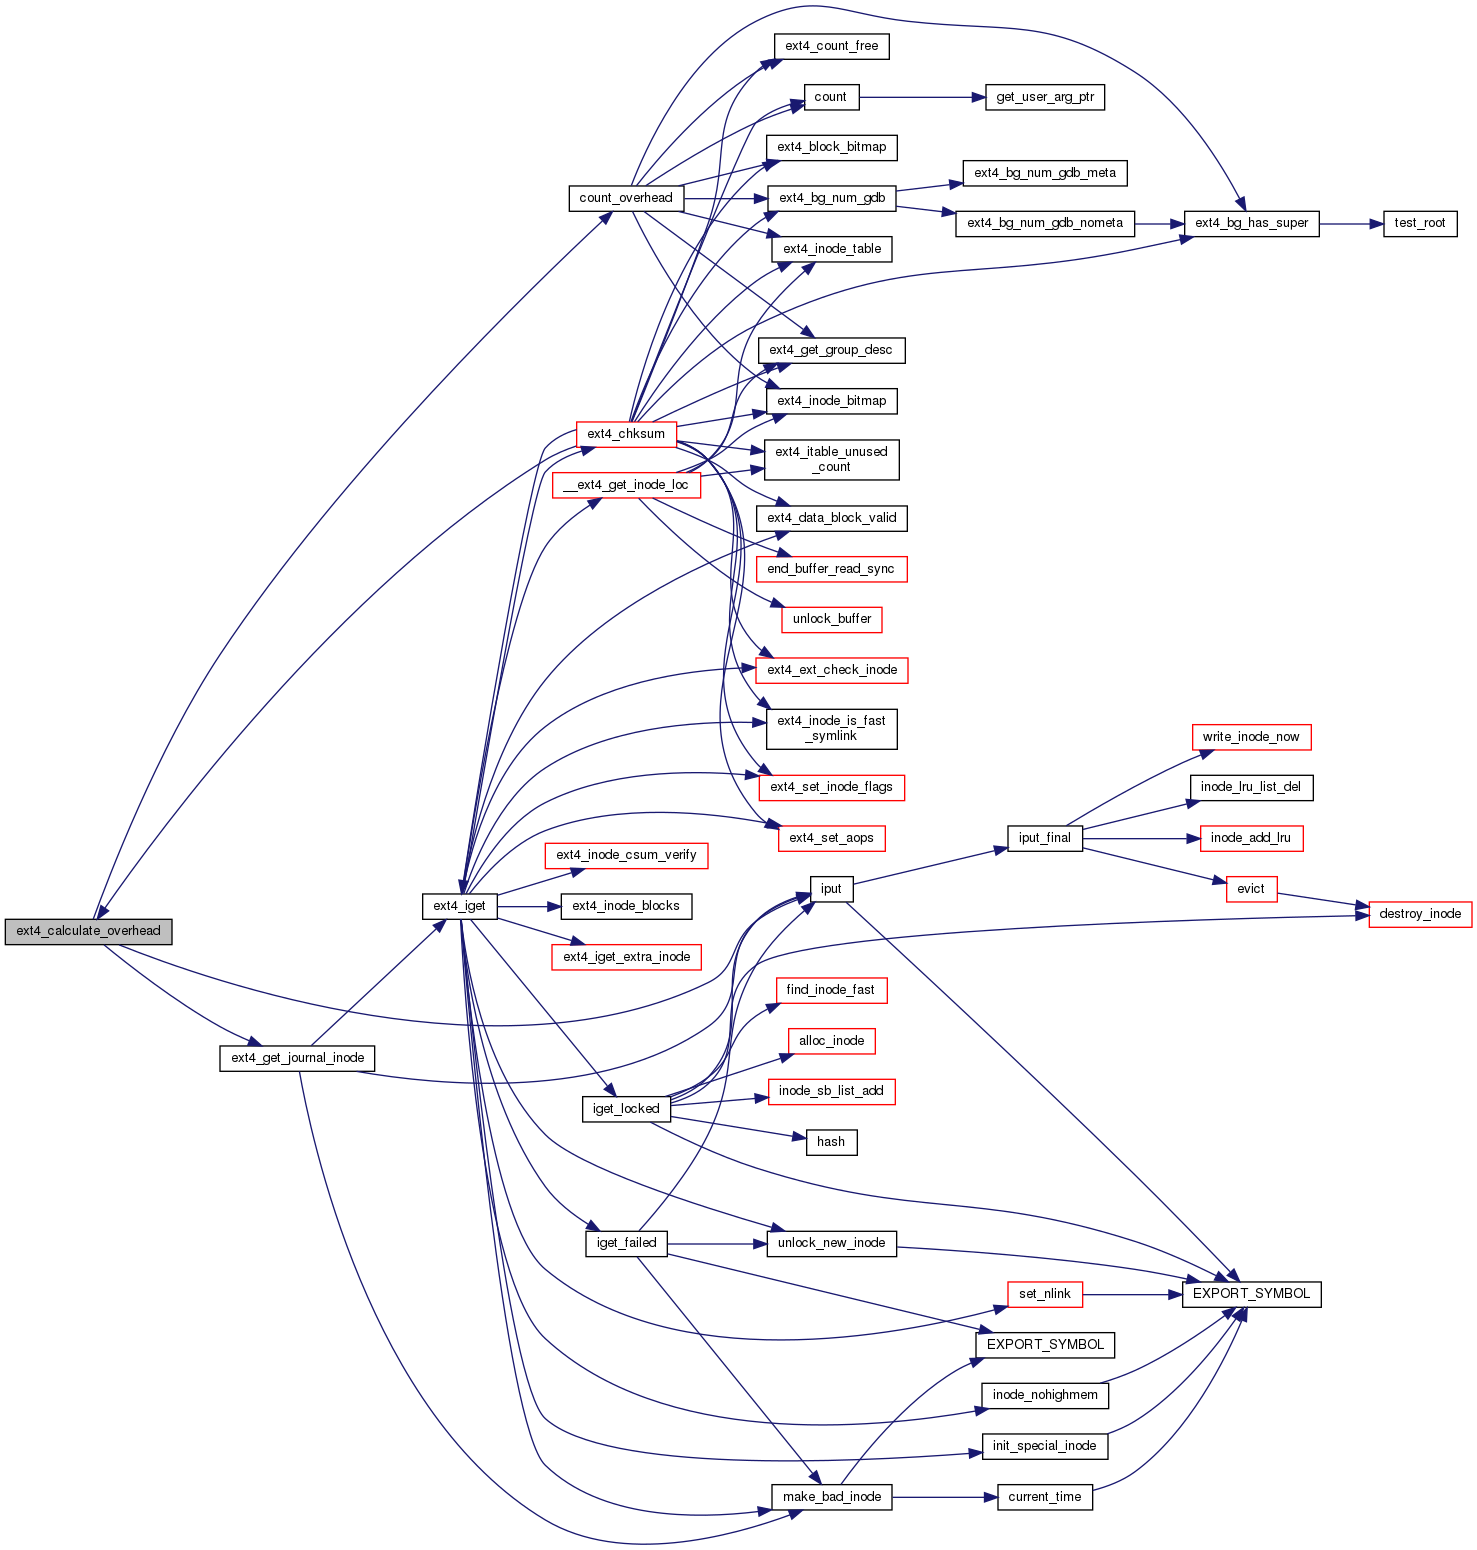 ext4_count_free
count
get_user_arg_ptr
ext4_block_bitmap
ext4_bg_num_gdb_meta
count_overhead
ext4_bg_num_gdb
ext4_bg_num_gdb_nometa
ext4_bg_has_super
test_root
ext4_inode_table
ext4_get_group_desc
ext4_inode_bitmap
ext4_chksum
ext4_itable_unused
_count
__ext4_get_inode_loc
ext4_data_block_valid
end_buffer_read_sync
unlock_buffer
ext4_ext_check_inode
ext4_inode_is_fast
_symlink
write_inode_now
ext4_set_inode_flags
inode_lru_list_del
ext4_set_aops
iput_final
inode_add_lru
ext4_inode_csum_verify
iput
evict
ext4_iget
ext4_inode_blocks
destroy_inode
ext4_calculate_overhead
ext4_iget_extra_inode
find_inode_fast
alloc_inode
ext4_get_journal_inode
inode_sb_list_add
iget_locked
hash
iget_failed
unlock_new_inode
set_nlink
EXPORT_SYMBOL
EXPORT_SYMBOL
inode_nohighmem
init_special_inode
make_bad_inode
current_time